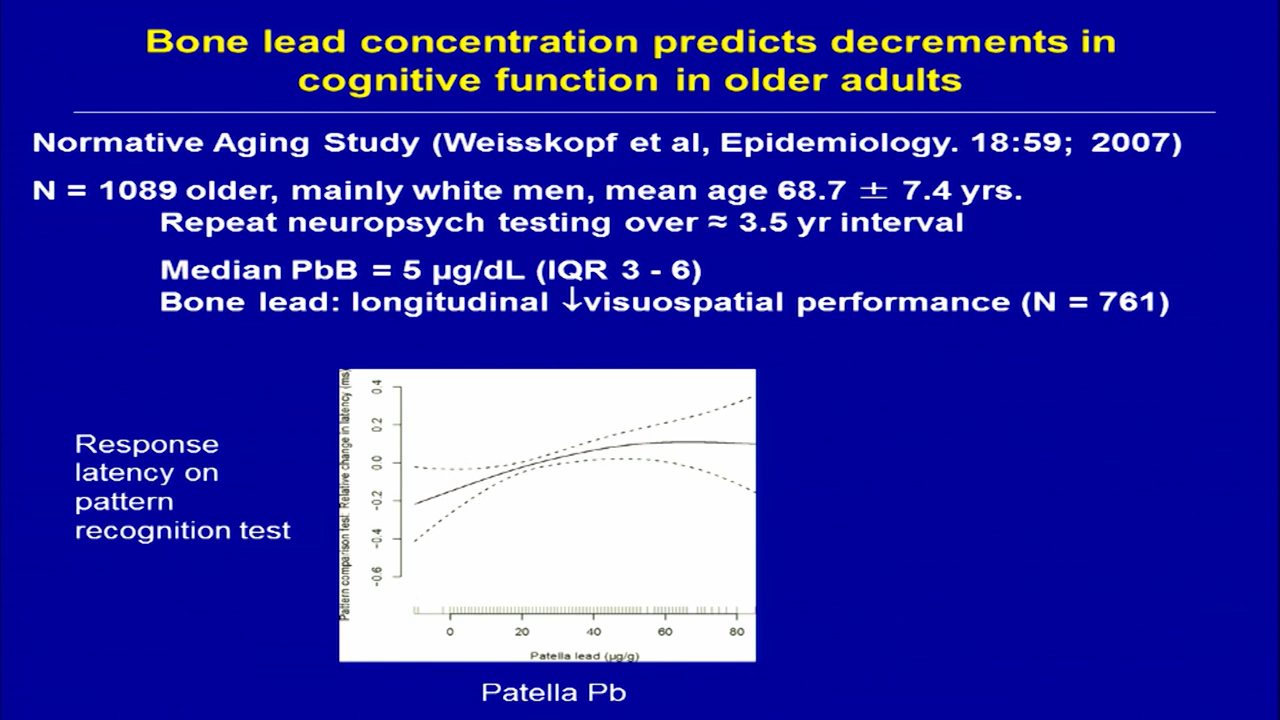 Bone lead concentration predicts decrements in
cognitive function in older adults
Normative Aging Study (Weisskopf et al, Epidemiology. 18:59; 2007)
N = 1089 older, mainly white men, mean age 68.7 ± 7.4 yrs.
Repeat neuropsych testing over ≈ 3.5 yr interval
Median PbB = 5 µg/dL (IQR 3 - 6)
Bone lead: longitudinal ↓visuospatial performance (N = 761)
Response
latency on
pattern
recognition test
Pattern comparison test: Relative change in latency (ms)
0.4
0.2
0.0
-0.2
-0.4
-0.6
0 20 40 60 80
Patella lead (µg/g)
Patella Pb